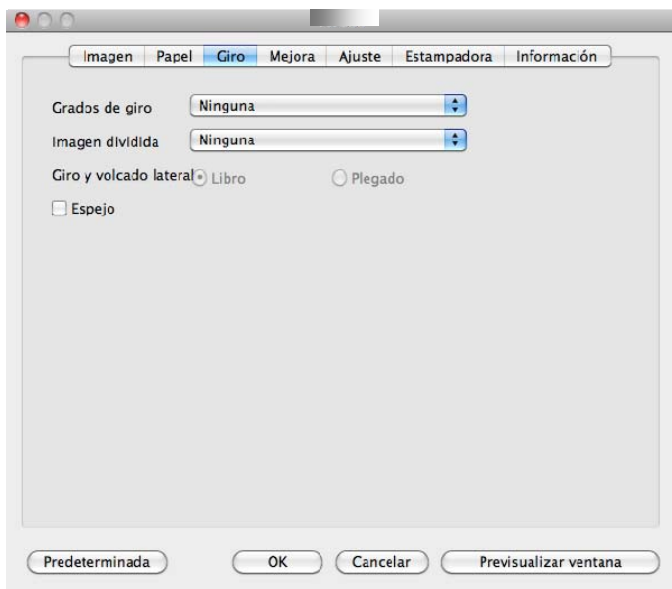 Imagen Papel Giro Mejora Ajuste Estampadora Información
Grados de giro Ninguna
Imagen dividida Ninguna
Giro y volcado lateral Libro Plegado
Espejo
Predeterminada OK Cancelar Previsualizar ventana